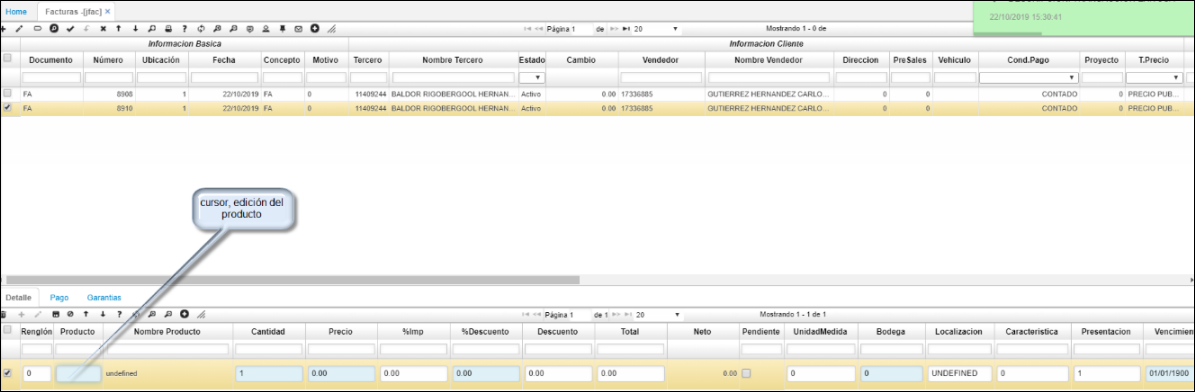 Home Facturas .-[jfac] ×
22/10/2019 15:30:41
Página 1 de 20 Mostrando 1 - 0 de
Informacion Basica Informacion Cliente
Documento Número Ubicación Fecha Concepto Motivo Tercero Nombre Tercero Estado Cambio Vendedor Nombre Vendedor Direccion PreSales Vehiculo Cond.Pago Proyecto T.Precio
FA 8906 1 22/10/2019 FA 0 11409244 BALDOR RIGOBERGOOL HERNAN... Activo 0.00 17336885 GUTIERREZ HERNANDEZ CARLO... 0 0 CONTADO 0 PRECIO PUB...
FA 8910 1 22/10/2019 FA 0 11409244 BALDOR RIGOBERGOOL HERNAN... Activo 0.00 17336885 GUTIERREZ HERNANDEZ CARLO... 0 0 CONTADO 0 PRECIO PUB...
cursor, edición del
producto
Detalle Pago Garantias
Página 1 de 1 20 Mostrando 1 - 1 de 1
Renglón Producto Nombre Producto Cantidad Precio %Imp %Descuento Descuento Total Neto Pendiente UnidadMedida Bodega Localizacion Caracteristica Presentacion Vencimien
0 undefined 1 0.00 0.00 0.00 0.00 0.00 0.00 0 0 UNDEFINED 0 1 01/01/1900